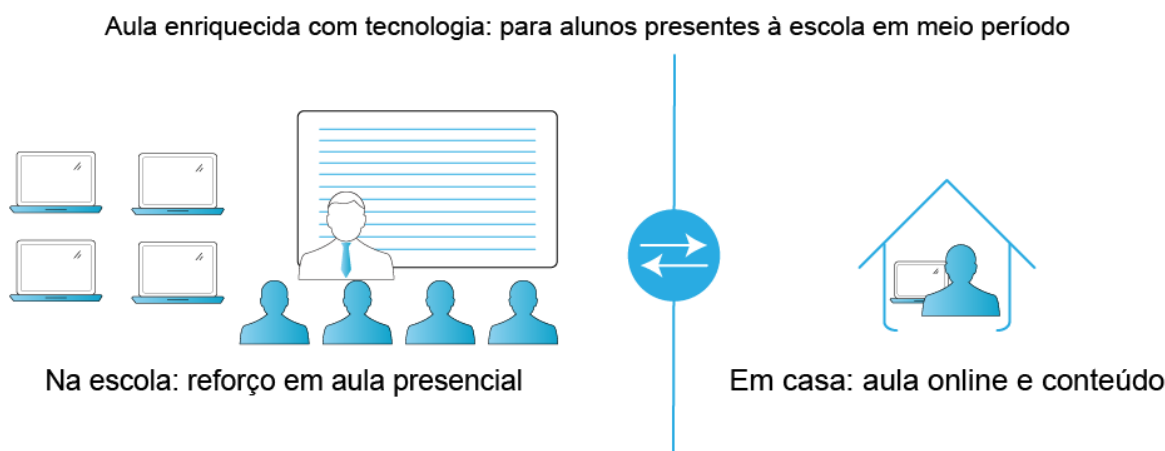 Aula enriquecida com tecnologia: para alunos presentes à escola em meio período
Na escola: reforço em aula presencial
Em casa: aula online e conteúdo